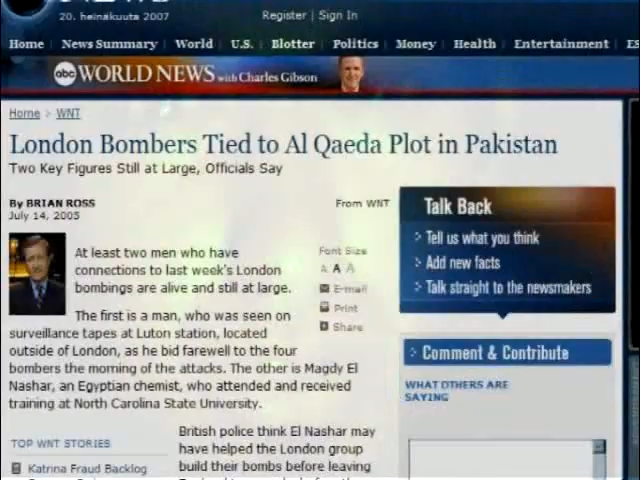 20. heinäkuuta 2007
Register | Sign In
Home News Summary World U.S. Blotter Politics Money Health Entertainment
abc WORLD NEWS with Charles Gibson
Home > WNT
London Bombers Tied to Al Qaeda Plot in Pakistan
Two Key Figures Still at Large, Officials Say
By BRIAN ROSS
July 14, 2005
From WNT
At least two men who have
connections to last week's London
bombings are alive and still at large.
The first is a man, who was seen on
surveillance tapes at Luton station, located
outside of London, as he bid farewell to the four
bombers the morning of the attacks. The other is Magdy El
Nashar, an Egyptian chemist, who attended and received
training at North Carolina State University.
British police think El Nashar may
have helped the London group
build their bombs before leaving
Font Size
A A A
E-mail
Print
Share
TOP WNT STORIES
Katrina Fraud Backlog
Talk Back
> Tell us what you think
> Add new facts
> Talk straight to the newsmakers
> Comment & Contribute
WHAT OTHERS ARE
SAYING